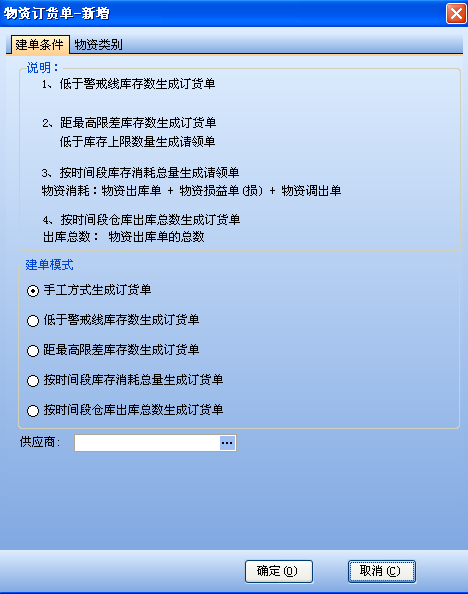 物资订货单-新增
建单条件 物资类别
说明：
1、低于警戒线库存数生成订货单
2、距最高限差库存数生成订货单
低于库存上限数量生成请领单
3、按时间段库存消耗总量生成请领单
物资消耗：物资出库单 + 物资损益单(损) + 物资调出单
4、按时间段仓库出库总数生成订货单
出库总数： 物资出库单的总数
建单模式
手工方式生成订货单
低于警戒线库存数生成订货单
距最高限差库存数生成订货单
按时间段库存消耗总量生成订货单
按时间段仓库出库总数生成订货单
供应商:
确定(O) 取消(C)